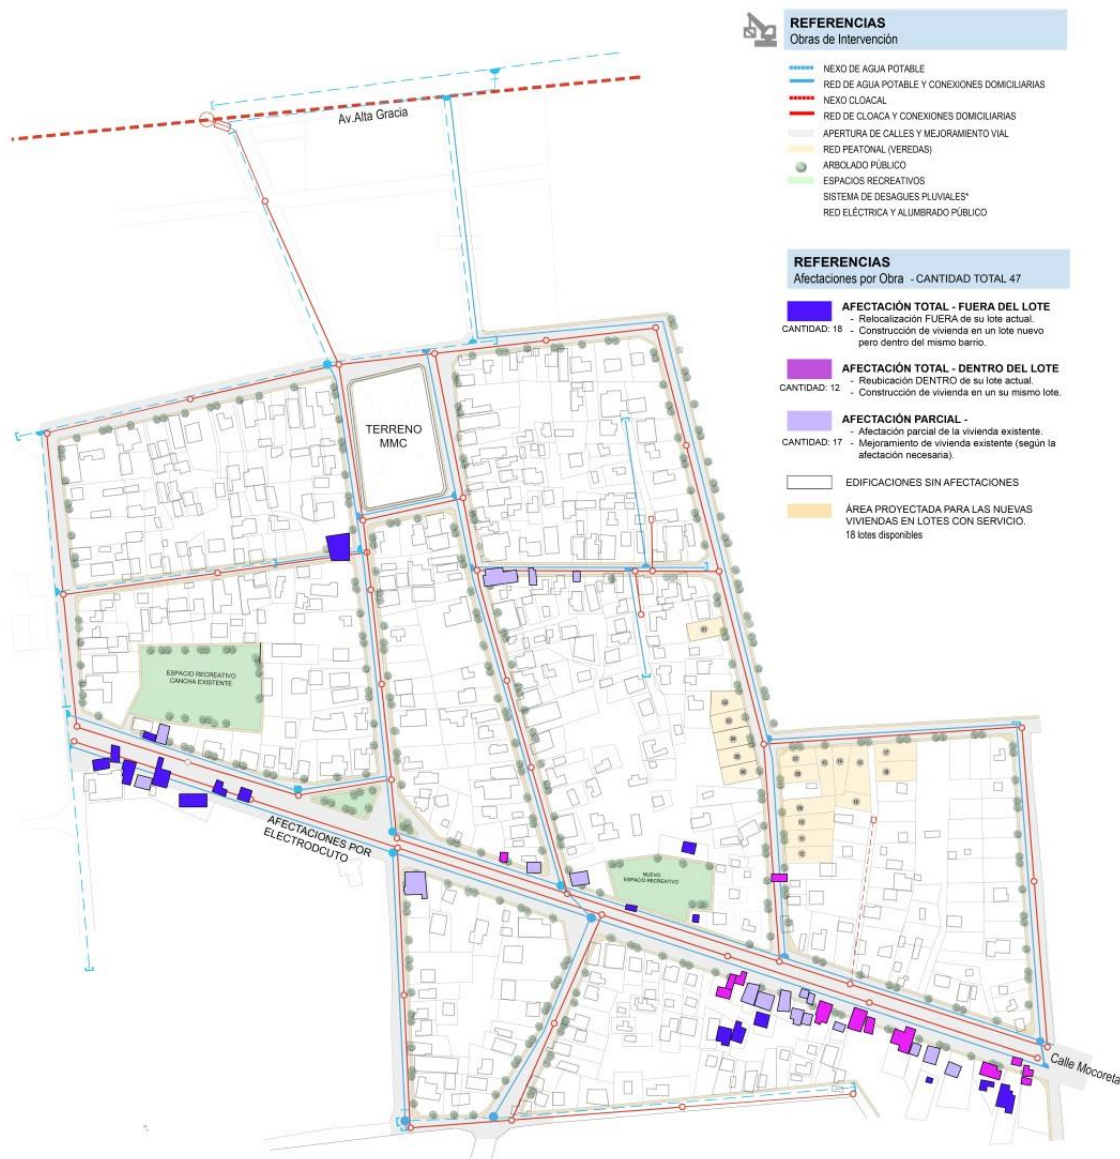 REFERENCIAS
Obras de Intervención
NEXO DE AGUA POTABLE
RED DE AGUA POTABLE Y CONEXIONES DOMICILIARIAS
NEXO CLOACAL
RED DE CLOACA Y CONEXIONES DOMICILIARIAS
APERTURA DE CALLES Y MEJORAMIENTO VIAL
RED PEATONAL (VEREDAS)
ARBOLADO PÚBLICO
ESPACIOS RECREATIVOS
SISTEMA DE DESAGUES PLUVIALES*
RED ELÉCTRICA Y ALUMBRADO PÚBLICO
REFERENCIAS
Afectaciones por Obra - CANTIDAD TOTAL 47
AFECTACIÓN TOTAL - FUERA DEL LOTE
- Relocalización FUERA de su lote actual.
CANTIDAD: 18 - Construcción de vivienda en un lote nuevo
pero dentro del mismo barrio.
AFECTACIÓN TOTAL - DENTRO DEL LOTE
- Reubicación DENTRO de su lote actual.
CANTIDAD: 12 - Construcción de vivienda en un su mismo lote.
AFECTACIÓN PARCIAL -
- Afectación parcial de la vivienda existente.
CANTIDAD: 17 - Mejoramiento de vivienda existente (según la
afectación necesaria).
EDIFICACIONES SIN AFECTACIONES
ÁREA PROYECTADA PARA LAS NUEVAS
VIVIENDAS EN LOTES CON SERVICIO.
18 lotes disponibles
Av.Alta Gracia
TERRENO
MMC
ESPACIO RECREATIVO
CANCHA EXISTENTE
AFECTACIONES POR
ELECTRODCUTO
NUEVO
ESPACIO RECREATIVO
Calle Mocoreta